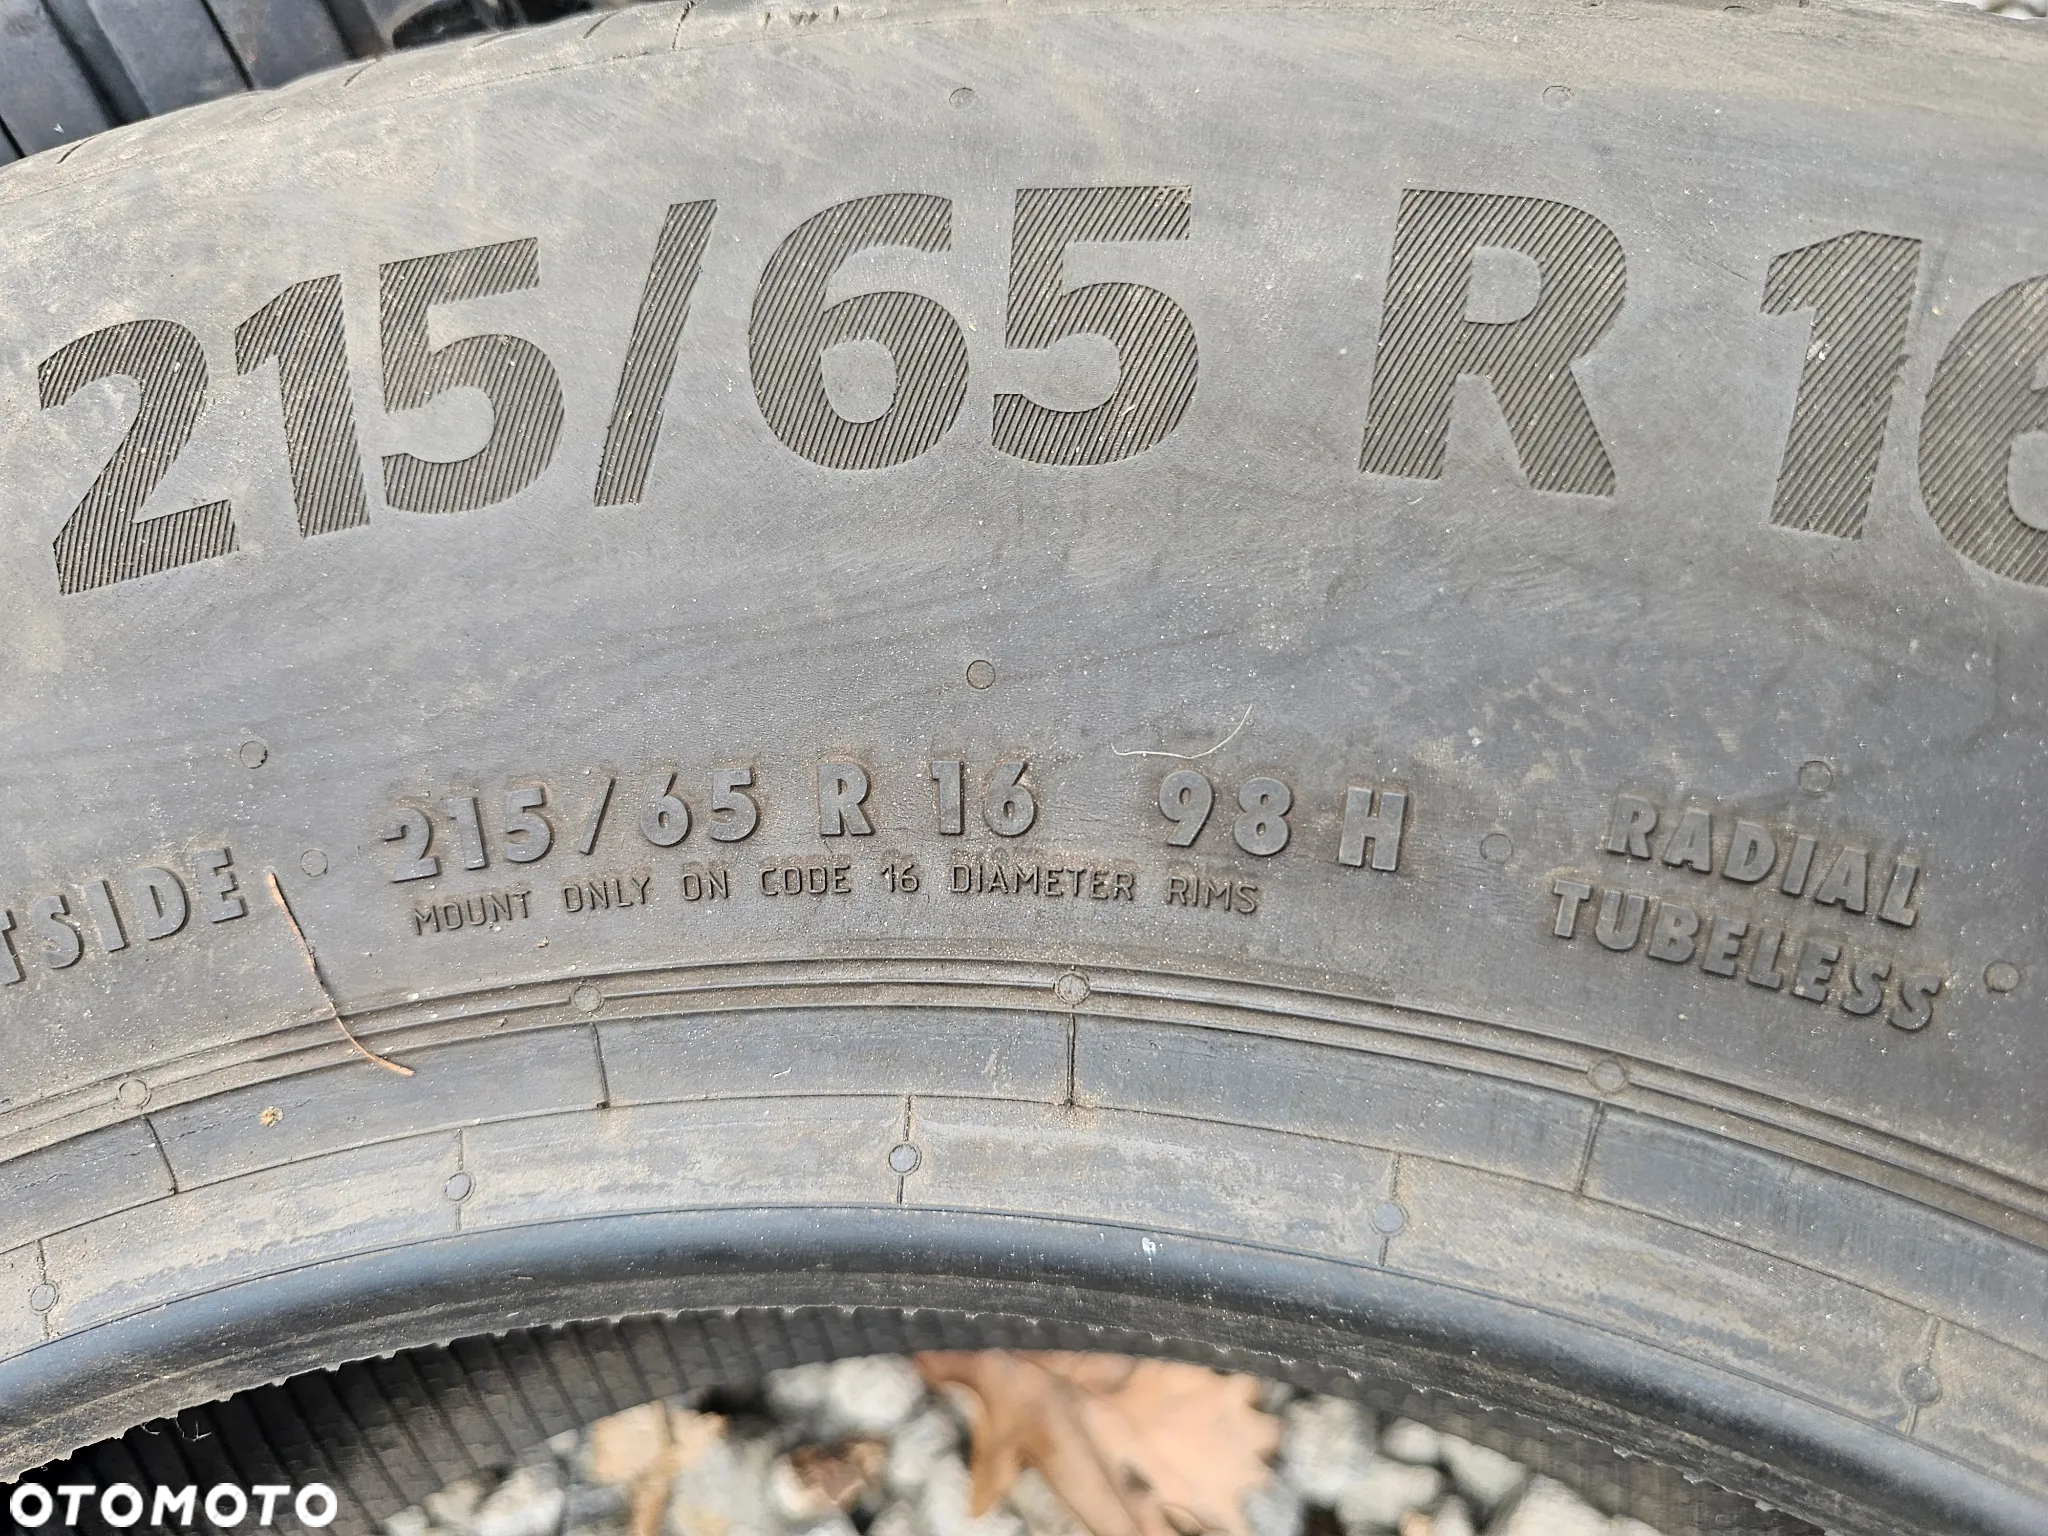 215/65 R 16
TSIDE · 215/65 R 16 98 H · RADIAL TUBELESS ·
MOUNT ONLY ON CODE 16 DIAMETER RIMS
OTOMOTO